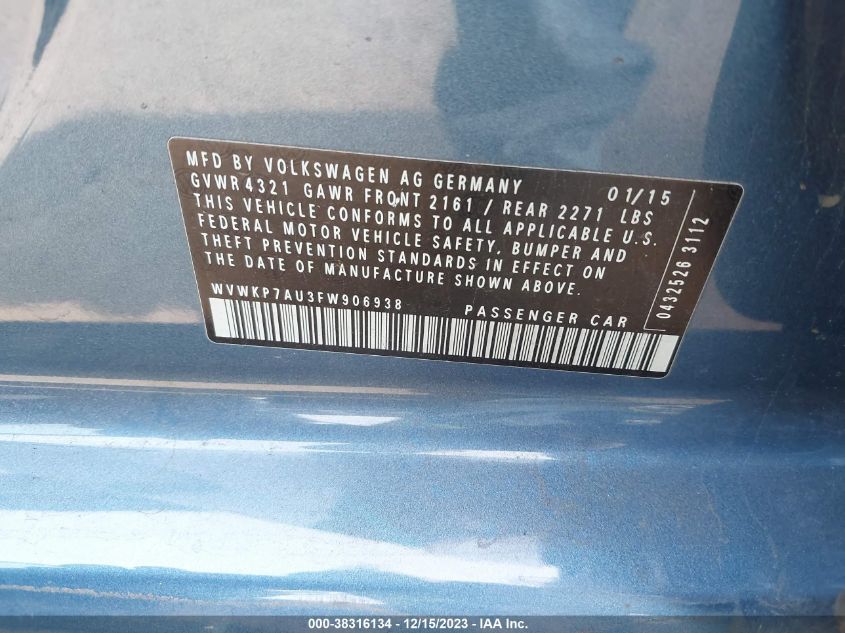 MFD BY VOLKSWAGEN AG GERMANY 01/15
GVWR 4321 GAWR FRONT 2161 / REAR 2271 LBS
THIS VEHICLE CONFORMS TO ALL APPLICABLE U.S.
FEDERAL MOTOR VEHICLE SAFETY, BUMPER AND
THEFT PREVENTION STANDARDS IN EFFECT ON
THE DATE OF MANUFACTURE SHOWN ABOVE.
WVWKP7AU3FW906938 PASSENGER CAR
0432526 3112
000-38316134 - 12/15/2023 - IAA Inc.